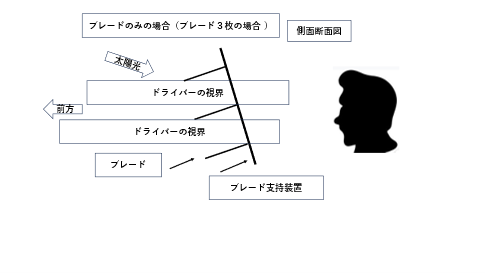 ブレードのみの場合（ブレード３枚の場合 ）
側面断面図
太陽光
ドライバーの視界
前方
ドライバーの視界
ブレード
ブレード支持装置